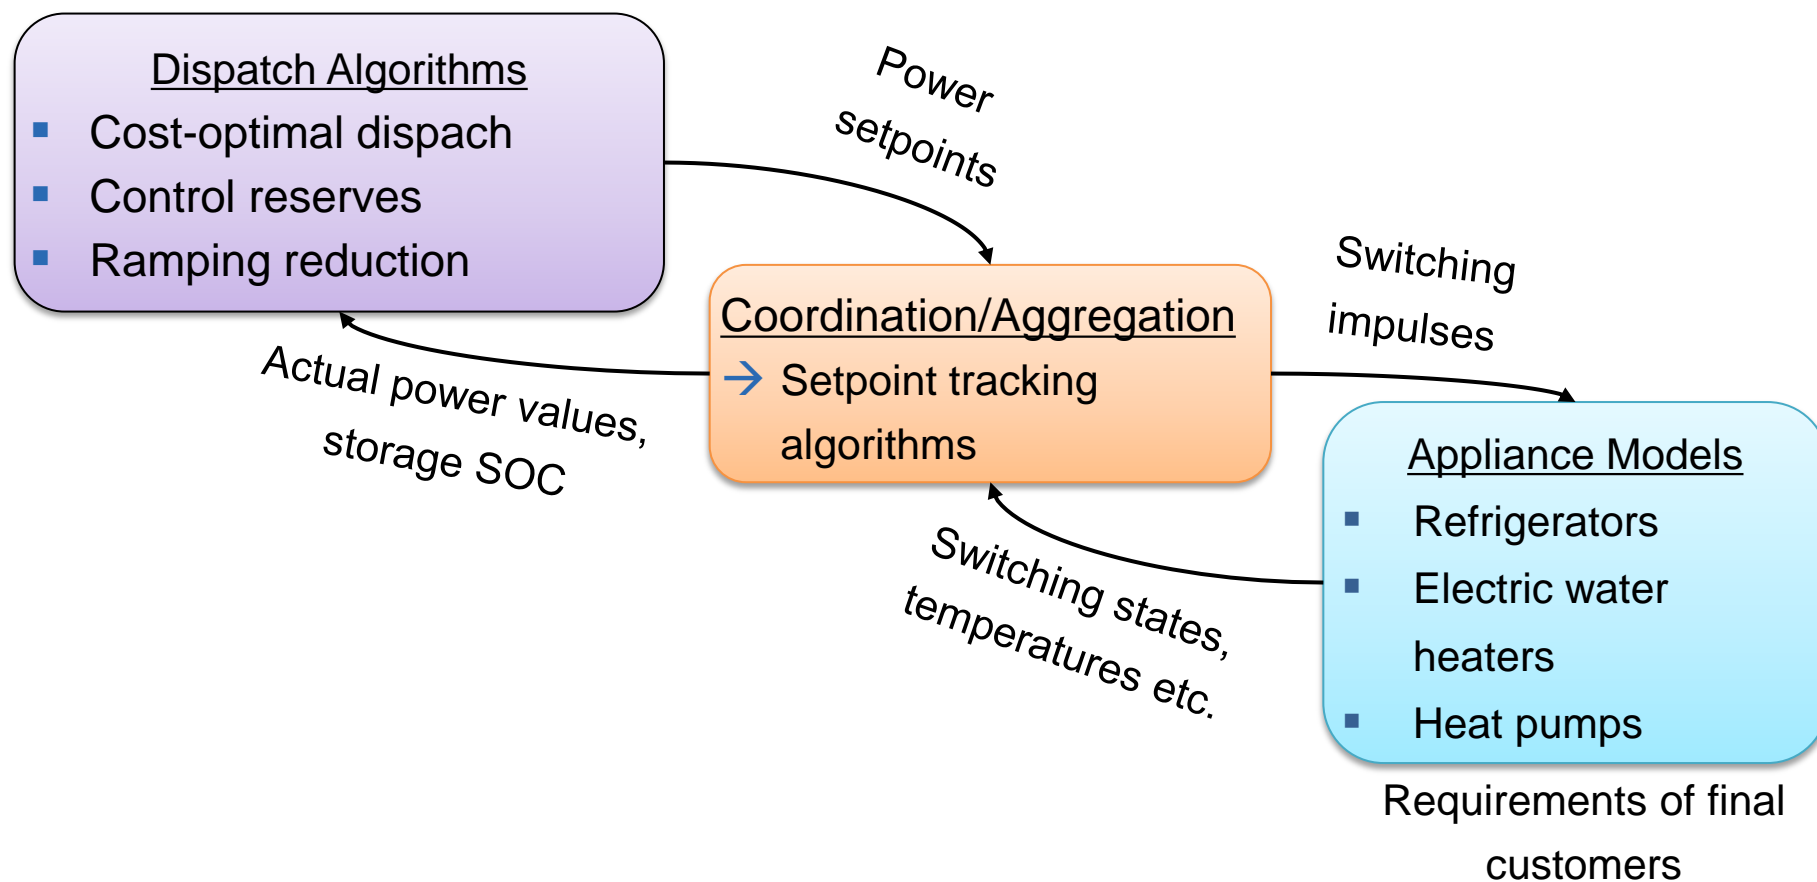 Dispatch Algorithms
Cost-optimal dispach
Control reserves
Ramping reduction
Power
setpoints
Actual power values,
storage SOC
Coordination/Aggregation
→ Setpoint tracking
algorithms
Switching
impulses
Switching states,
temperatures etc.
Appliance Models
Refrigerators
Electric water
heaters
Heat pumps
Requirements of final
customers